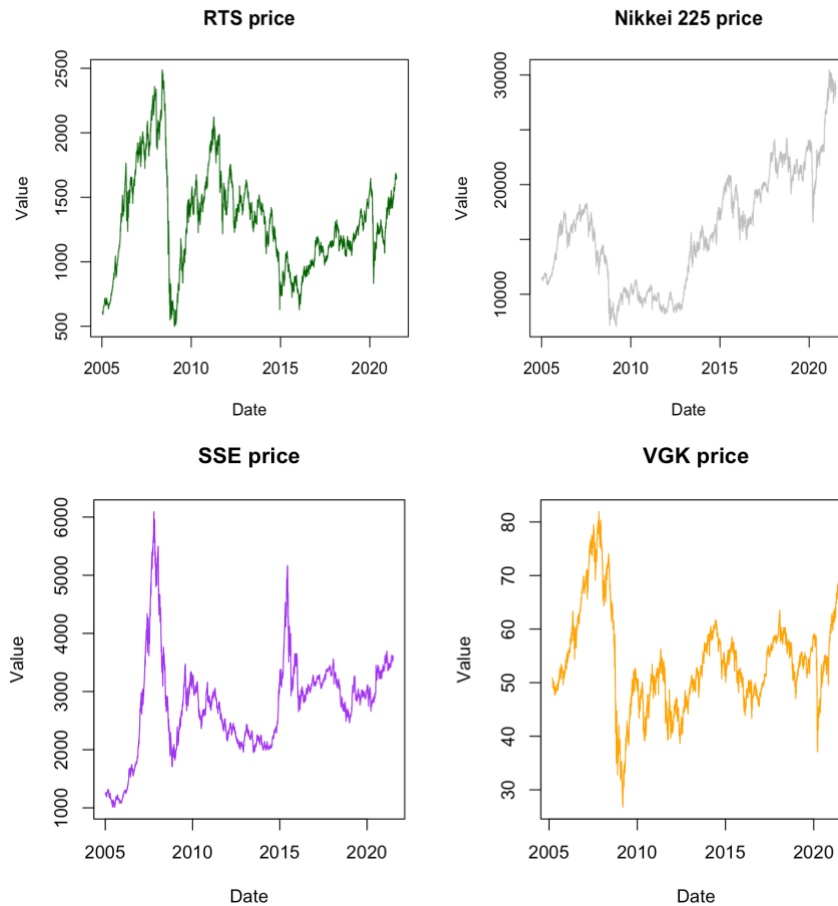 RTS price
Value
2500
2000
1500
1000
500
2005 2010 2015 2020
Date
Nikkei 225 price
Value
30000
20000
10000
2005 2010 2015 2020
Date
SSE price
Value
6000
5000
4000
3000
2000
1000
2005 2010 2015 2020
Date
VGK price
Value
80
70
60
50
40
30
2005 2010 2015 2020
Date